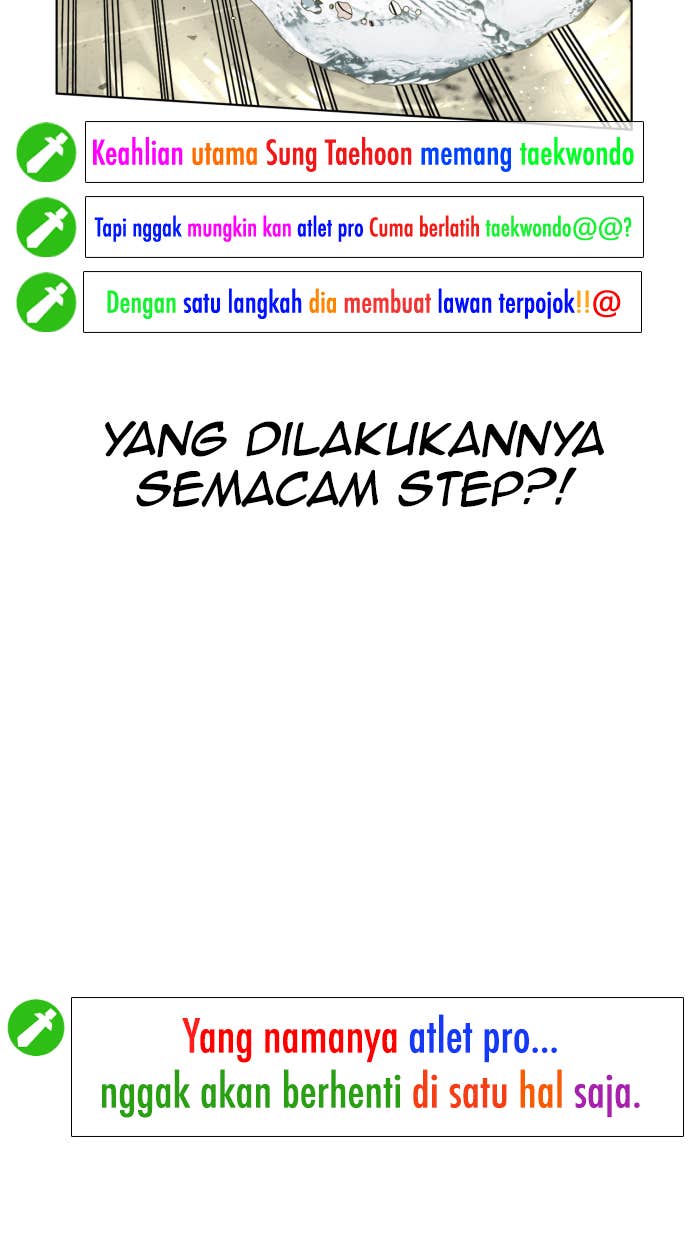 Keahlian utama Sung Taehoon memang taekwondo
Tapi nggak mungkin kan atlet pro Cuma berlatih taekwondo@@?
Dengan satu langkah dia membuat lawan terpojok!!@
YANG DILAKUKANNYA
SEMACAM STEP?!
Yang namanya atlet pro...
nggak akan berhenti di satu hal saja.